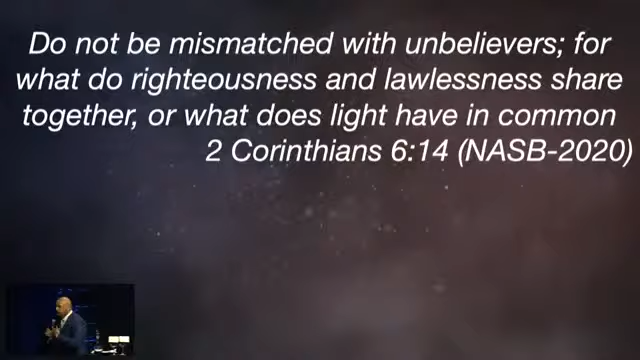 Do not be mismatched with unbelievers; for
what do righteousness and lawlessness share
together, or what does light have in common
2 Corinthians 6:14 (NASB-2020)